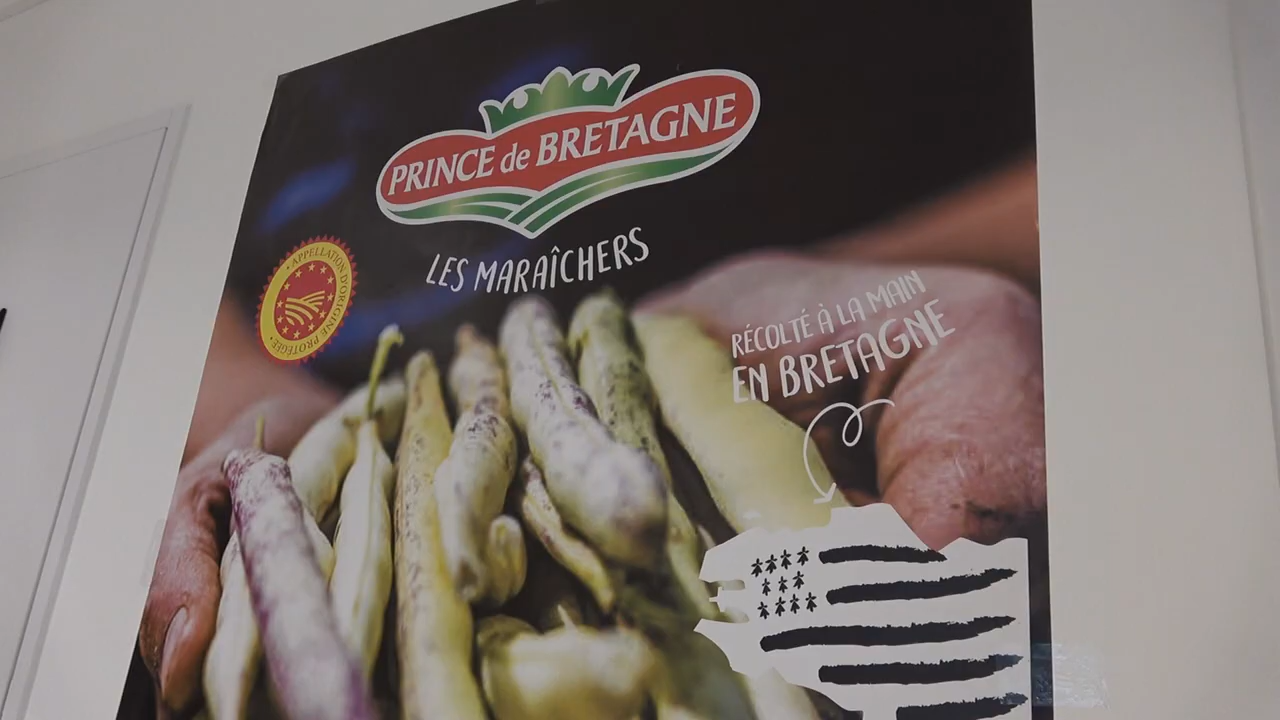 PRINCE de BRETAGNE
LES MARAÎCHERS
APPELLATION D'ORIGINE PROTÉGÉE
RÉCOLTÉ À LA MAIN
EN BRETAGNE